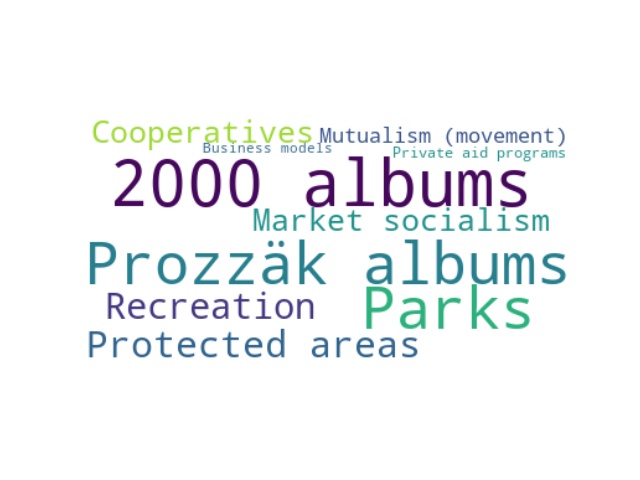 Cooperatives
Mutualism (movement)
Business models
Private aid programs
2000 albums
Market socialism
Prozzäk albums
Recreation
Parks
Protected areas